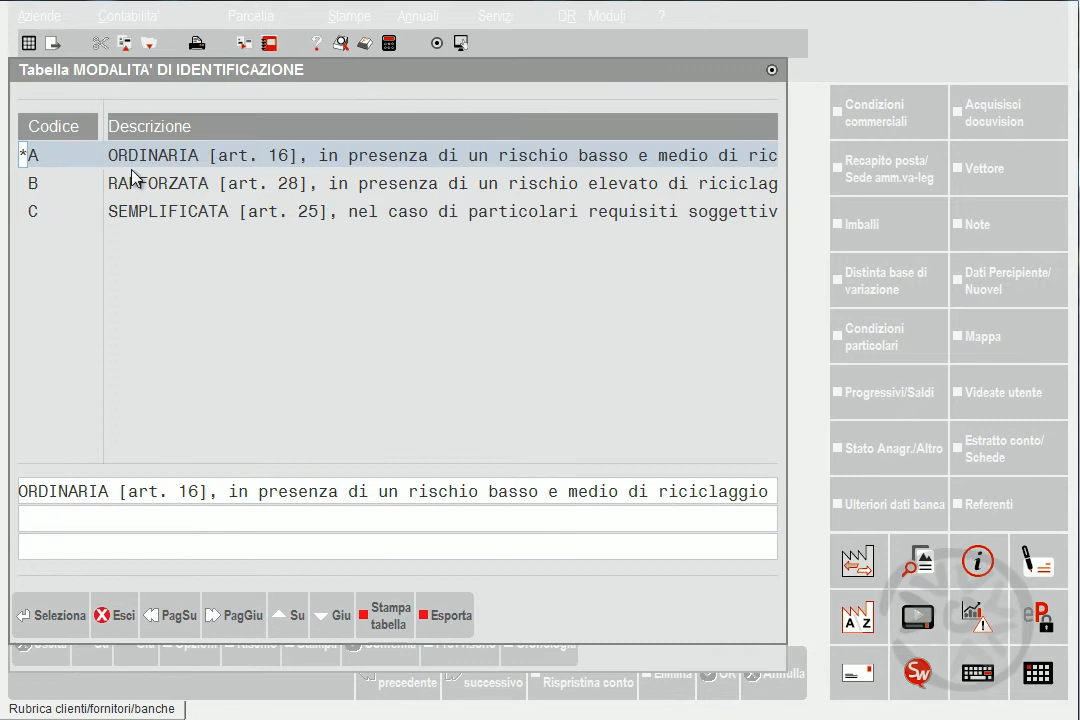 Aziende Contabilita' Parcella Stampe Annuali Servizi OR Moduli ?
Tabella MODALITA' DI IDENTIFICAZIONE
Codice Descrizione
*A ORDINARIA [art. 16], in presenza di un rischio basso e medio di ric
B RAFFORZATA [art. 28], in presenza di un rischio elevato di riciclag
C SEMPLIFICATA [art. 25], nel caso di particolari requisiti soggettiv
ORDINARIA [art. 16], in presenza di un rischio basso e medio di riciclaggio
Seleziona Esci PagSu PagGiu Su Giu Stampa tabella Esporta
precedente successivo Rispristina conto Elimina OK Annulla
Condizioni commerciali
Acquisisci docuvision
Recapito posta/ Sede amm.va-leg
Vettore
Imballi
Note
Distinta base di variazione
Dati Percipiente/ Nuovel
Condizioni particolari
Mappa
Progressivi/Saldi
Videate utente
Stato Anagr./Altro
Estratto conto/ Schede
Ulteriori dati banca
Referenti
A Z
eP
Sw
Rubrica clienti/fornitori/banche